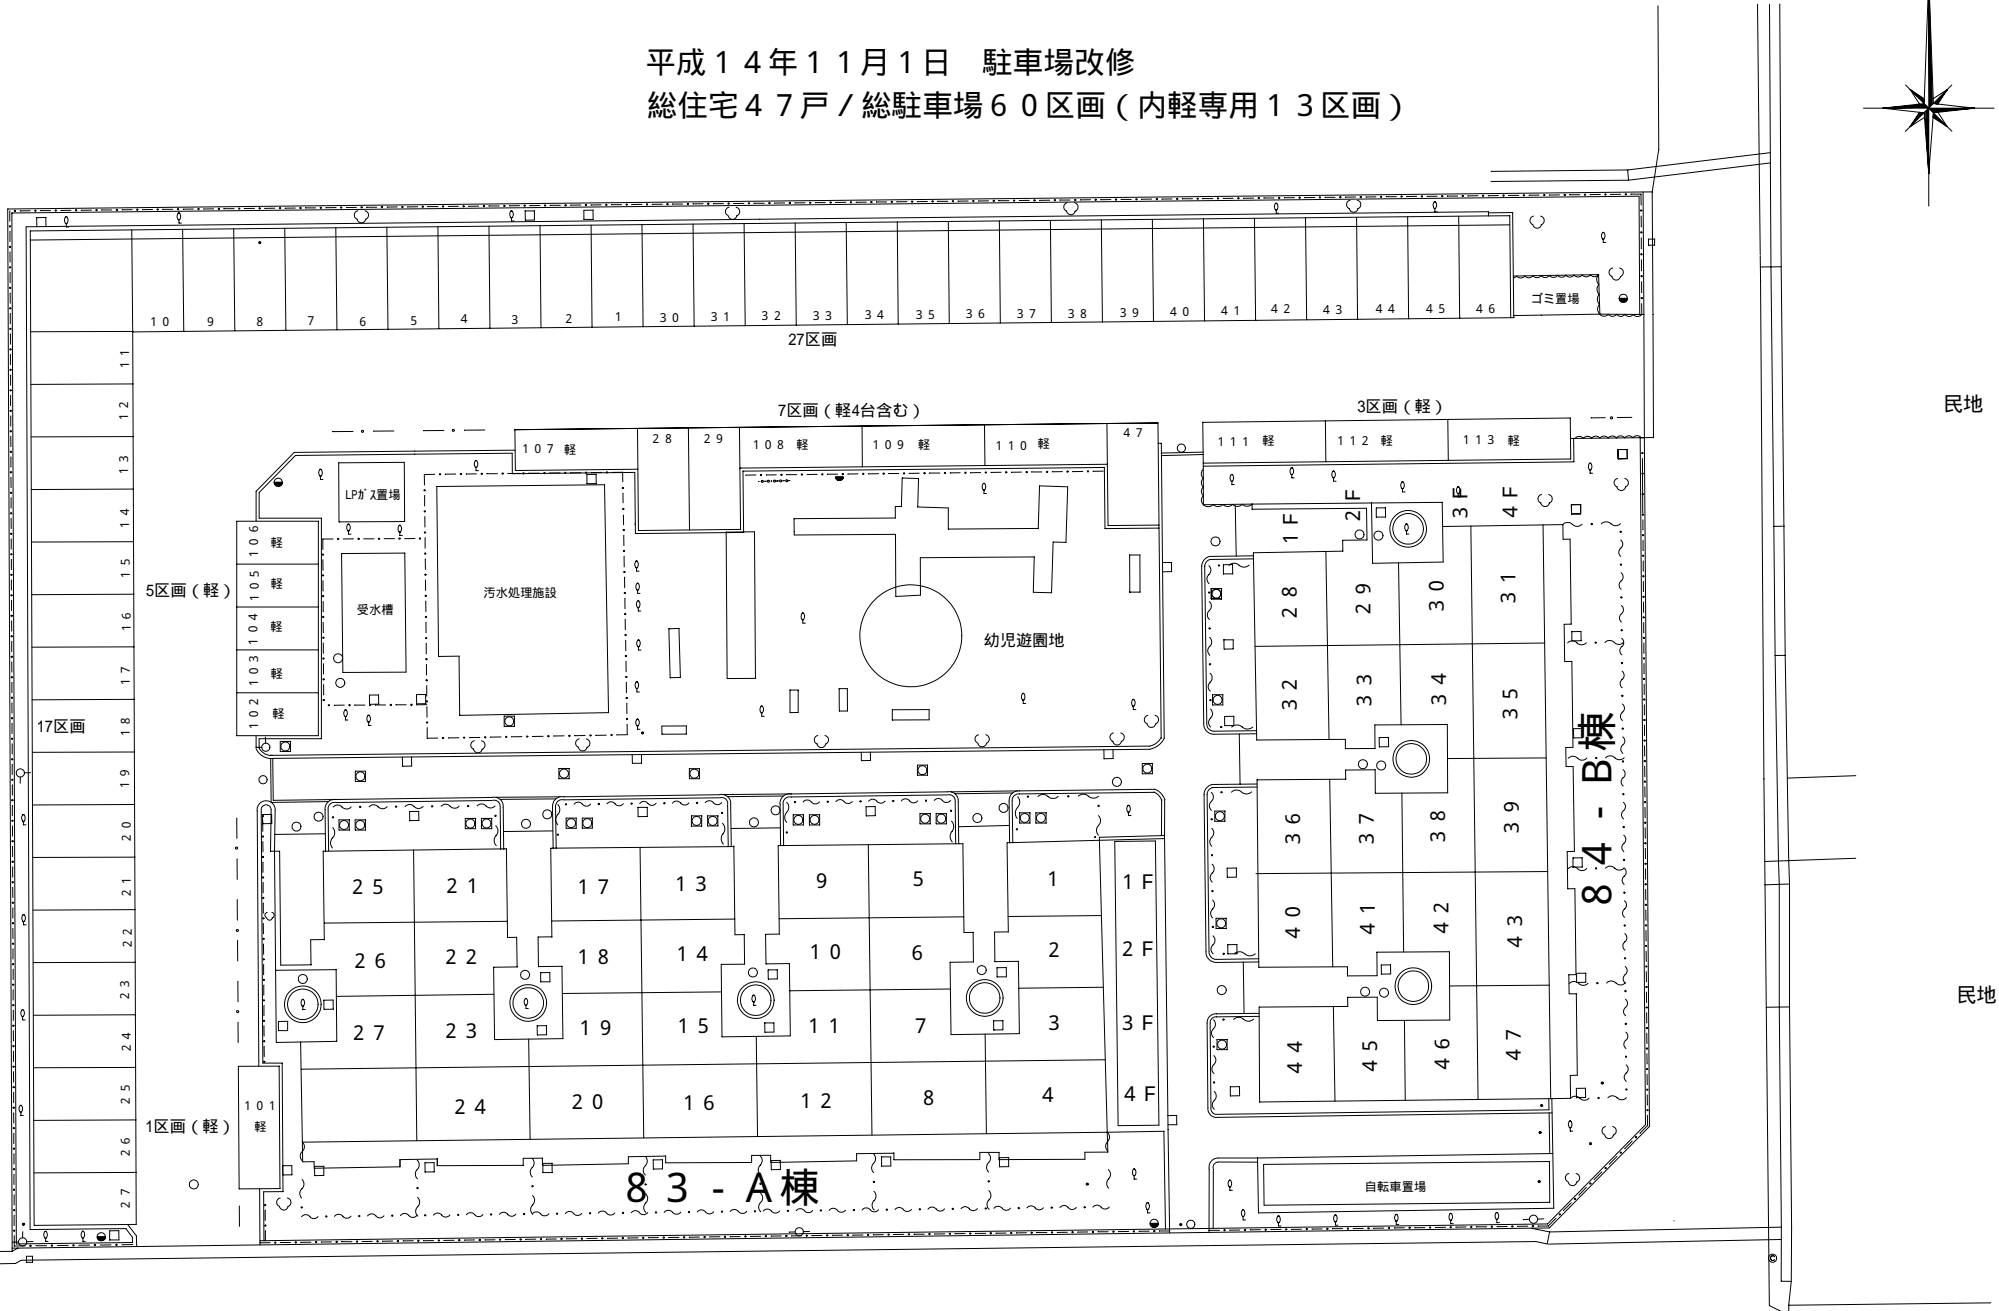 平成１４年１１月１日　駐車場改修
総住宅４７戸／総駐車場６０区画（内軽専用１３区画）
10 9 8 7 6 5 4 3 2 1 30 31 32 33 34 35 36 37 38 39 40 41 42 43 44 45 46
ゴミ置場
27区画
民地
7区画（軽4台含む）
3区画（軽）
107 軽 28 29 108 軽 109 軽 110 軽 47
111 軽 112 軽 113 軽
11
12
13
14
15
16
17
18
19
20
21
22
23
24
25
26
27
17区画
LPｶﾞｽ置場
106 軽
105 軽
104 軽
103 軽
102 軽
5区画（軽）
受水槽
汚水処理施設
幼児遊園地
1F 2F 3F 4F
28 29 30 31
32 33 34 35
36 37 38 39
40 41 42 43
44 45 46 47
84-B棟
25 21 17 13 9 5 1 1F
26 22 18 14 10 6 2 2F
27 23 19 15 11 7 3 3F
24 20 16 12 8 4 4F
民地
101
軽
1区画（軽）
83-A棟
自転車置場